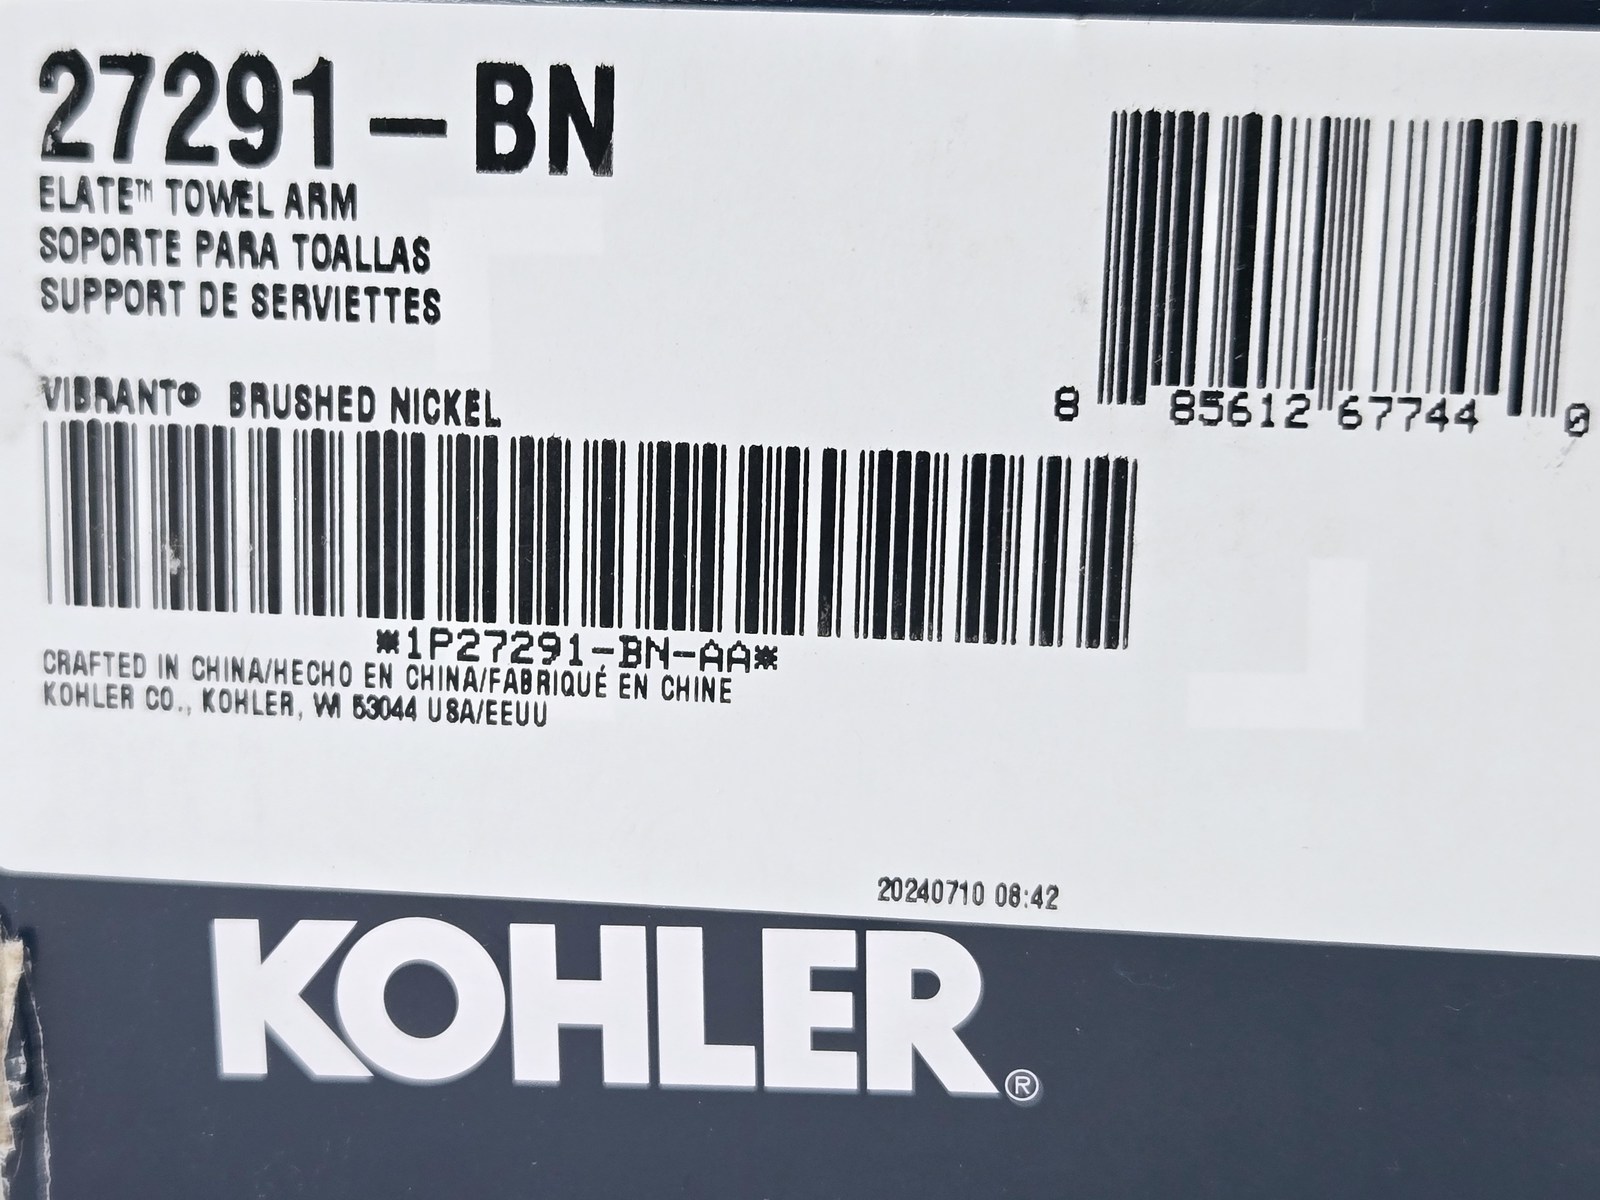 27291-BN
ELATE™ TOWEL ARM
SOPORTE PARA TOALLAS
SUPPORT DE SERVIETTES
VIBRANT® BRUSHED NICKEL
8 85612 67744 0
*1P27291-BN-AA*
CRAFTED IN CHINA/HECHO EN CHINA/FABRIQUÉ EN CHINE
KOHLER CO., KOHLER, WI 53044 USA/EEUU
20240710 08:42
KOHLER®